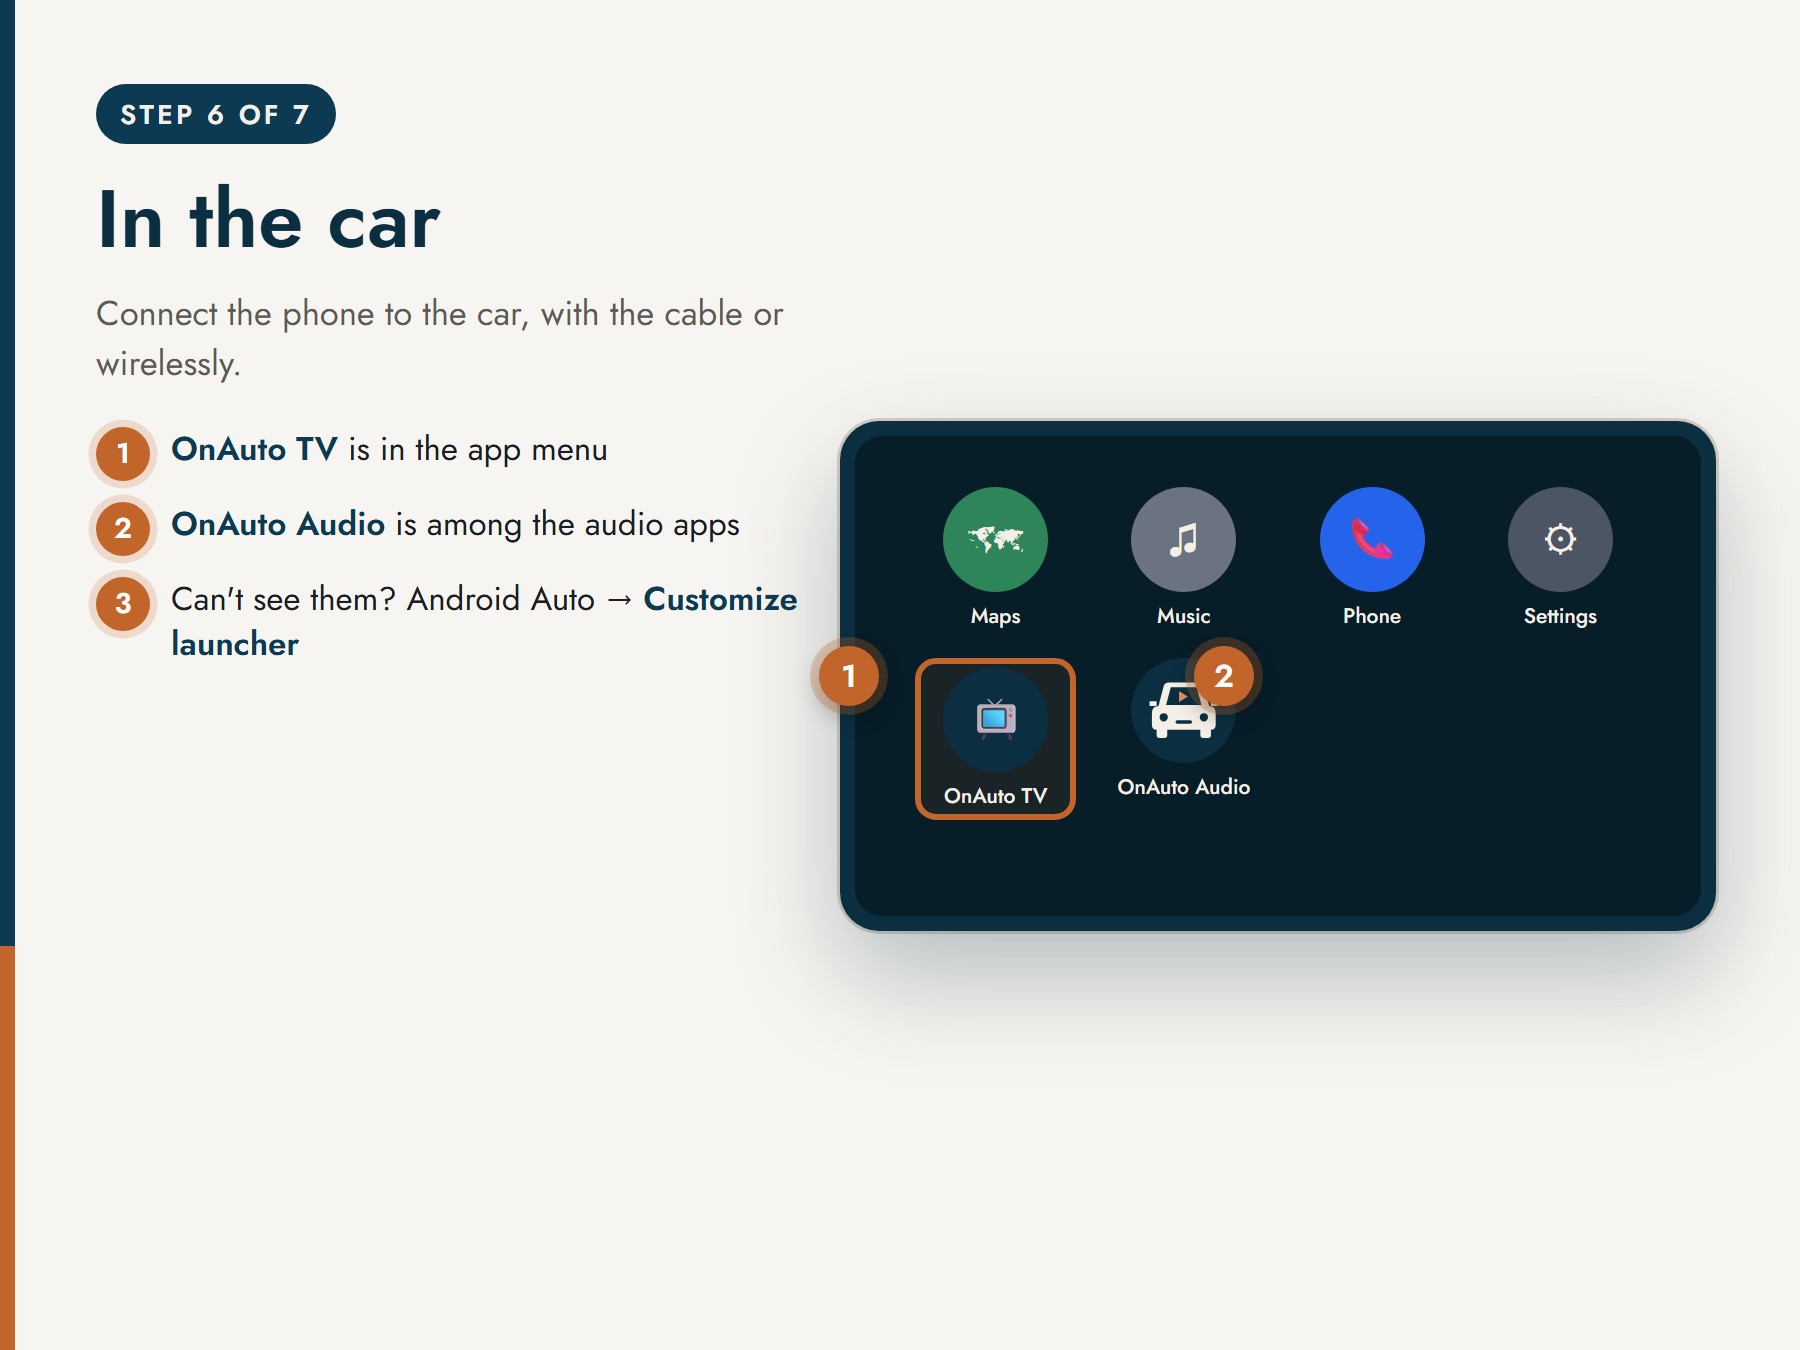 STEP 6 OF 7
In the car
Connect the phone to the car, with the cable or
wirelessly.
1 OnAuto TV is in the app menu
2 OnAuto Audio is among the audio apps
3 Can't see them? Android Auto → Customize
launcher
Maps Music Phone Settings
1 2
OnAuto TV OnAuto Audio